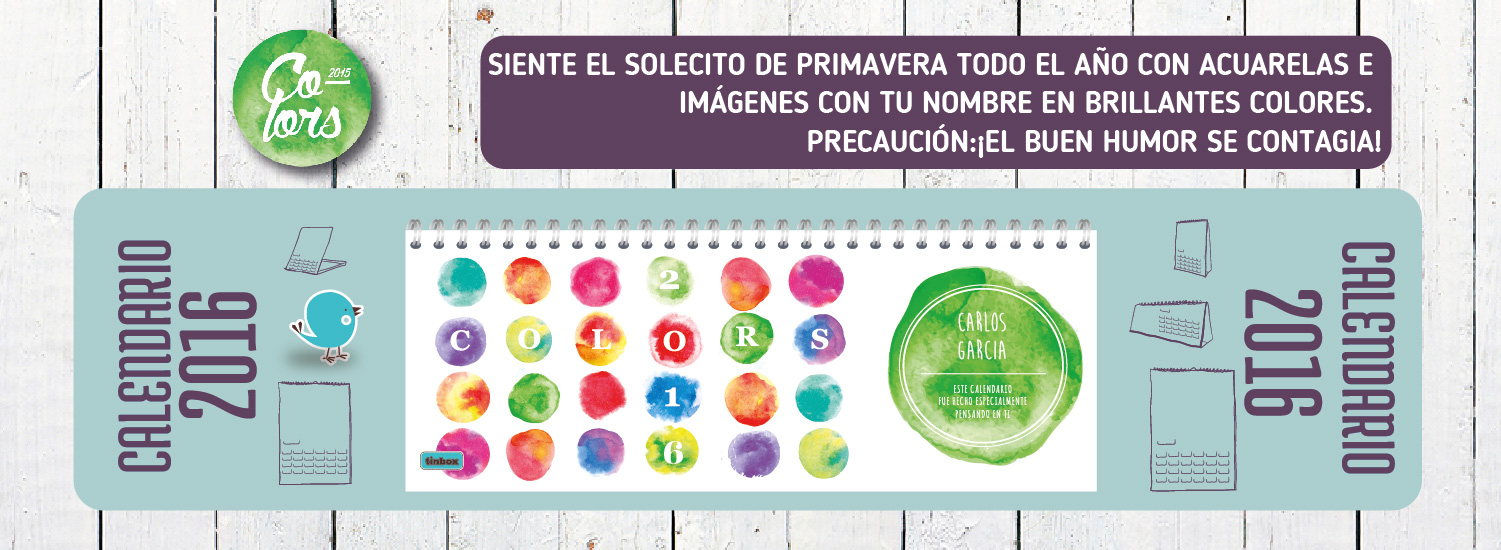 Co
2015
lors
SIENTE EL SOLECITO DE PRIMAVERA TODO EL AÑO CON ACUARELAS E
IMÁGENES CON TU NOMBRE EN BRILLANTES COLORES.
PRECAUCIÓN:¡EL BUEN HUMOR SE CONTAGIA!
CALENDARIO
2016
2
COLORS
1
6
tinbox
CARLOS
GARCIA
ESTE CALENDARIO
FUE HECHO ESPECIALMENTE
PENSANDO EN TI
CALENDARIO
2016